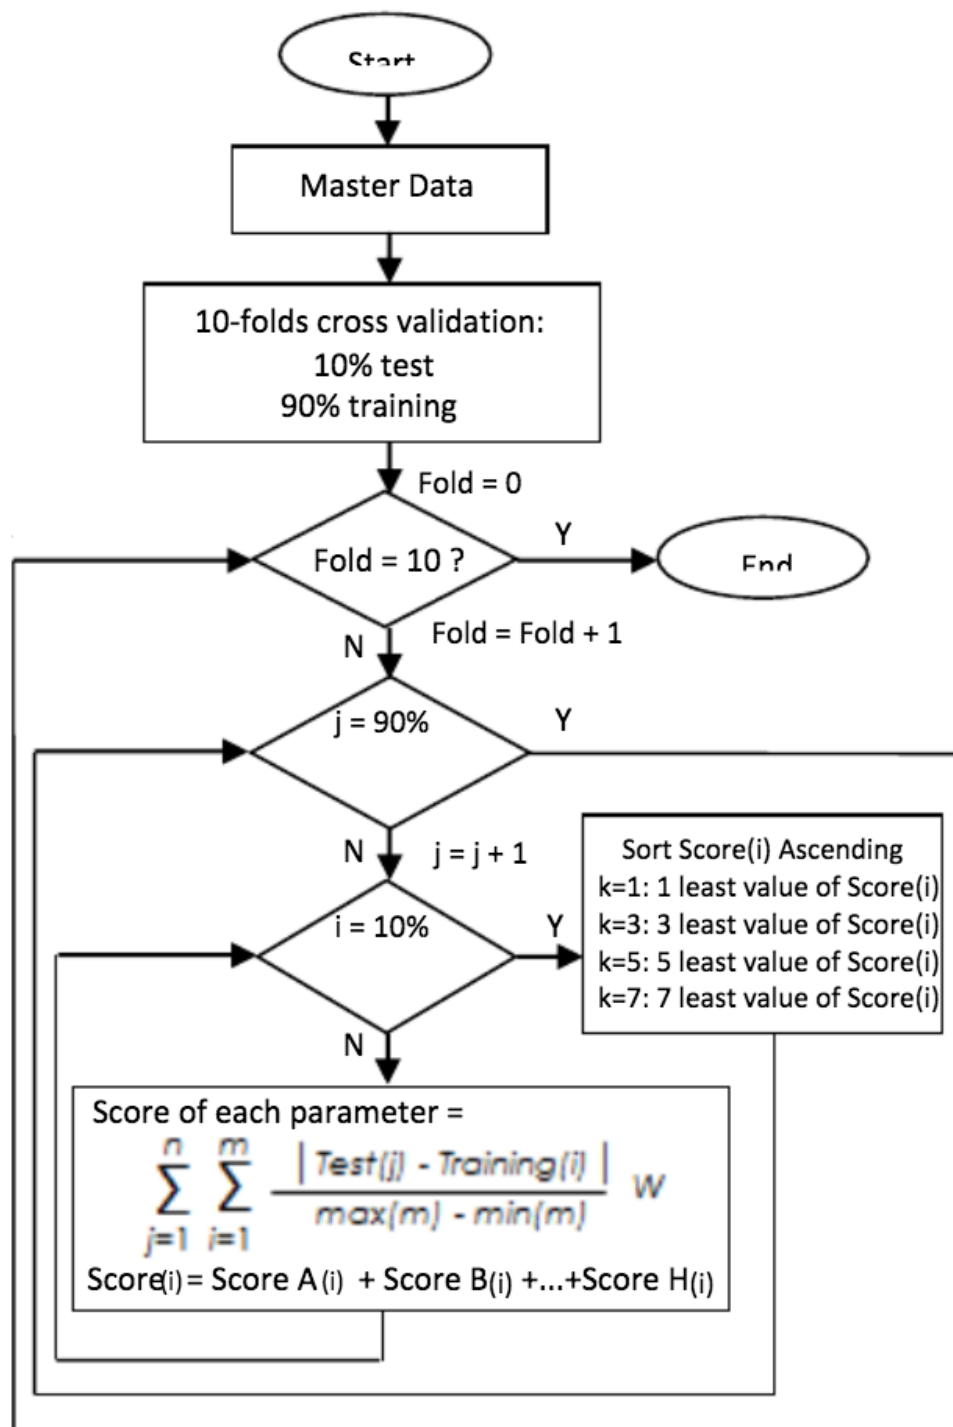 Start
Master Data
10-folds cross validation:
10% test
90% training
Fold = 0
Fold = 10 ?
Y
End
N
Fold = Fold + 1
j = 90%
Y
N
j = j + 1
i = 10%
Y
Sort Score(i) Ascending
k=1: 1 least value of Score(i)
k=3: 3 least value of Score(i)
k=5: 5 least value of Score(i)
k=7: 7 least value of Score(i)
N
Score of each parameter =
n m
∑ ∑ | Test(j) - Training(i) | W
j=1 i=1 max(m) - min(m)
Score(i) = Score A(i) + Score B(i) +...+Score H(i)